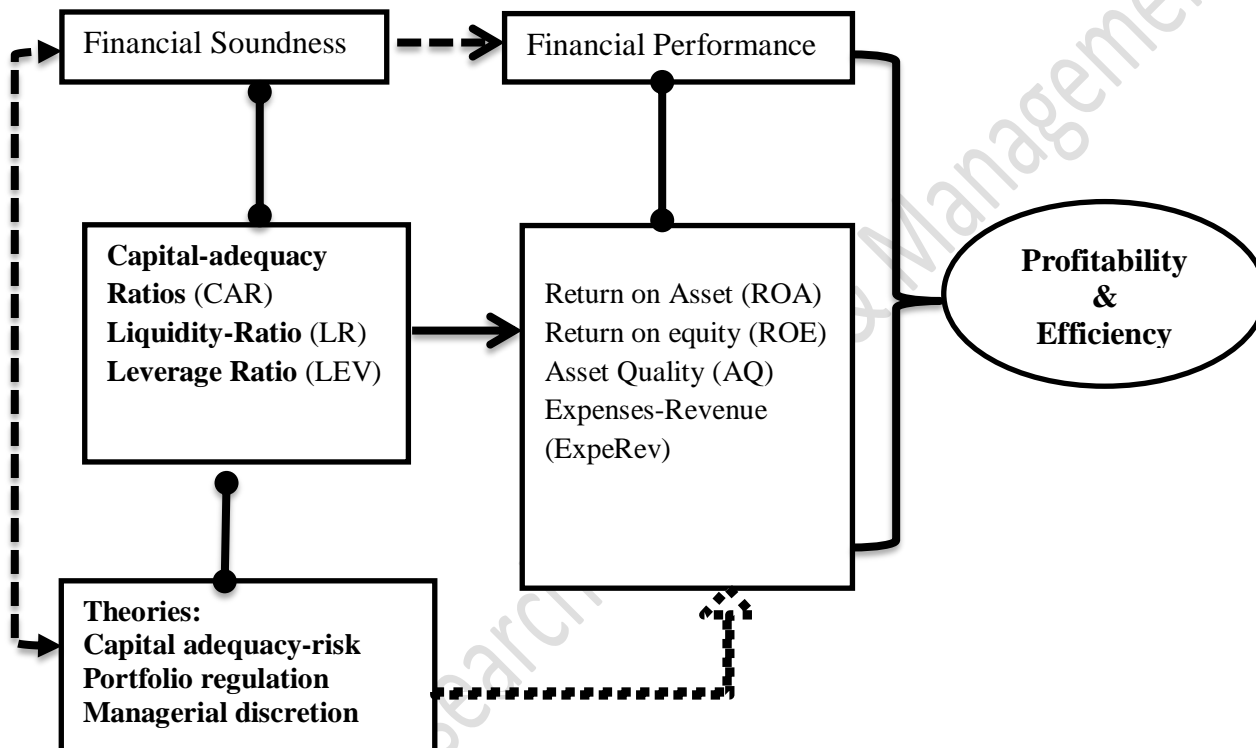 Financial Soundness
Financial Performance
Capital-adequacy
Ratios (CAR)
Liquidity-Ratio (LR)
Leverage Ratio (LEV)
Return on Asset (ROA)
Return on equity (ROE)
Asset Quality (AQ)
Expenses-Revenue
(ExpeRev)
Profitability
&
Efficiency
Theories:
Capital adequacy-risk
Portfolio regulation
Managerial discretion
& Management